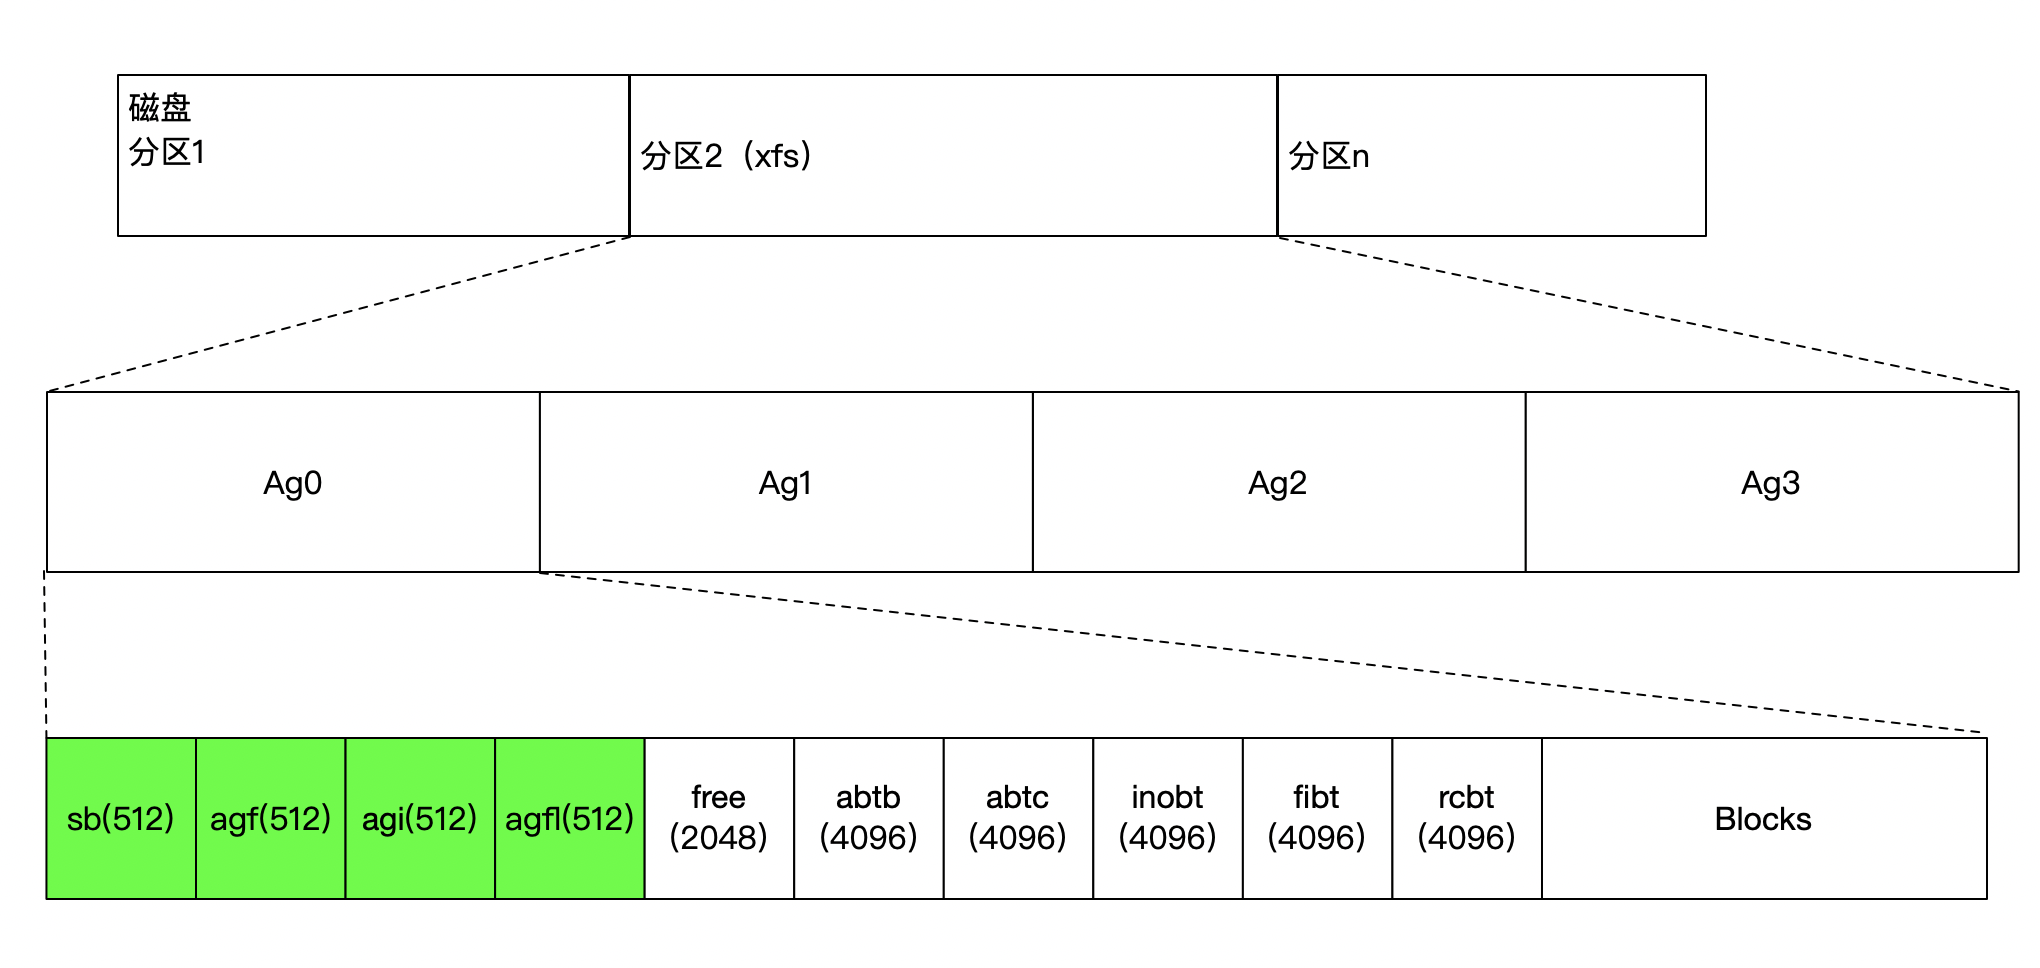 磁盘
分区1
分区2（xfs）
分区n
Ag0
Ag1
Ag2
Ag3
sb(512)
agf(512)
agi(512)
agfl(512)
free
(2048)
abtb
(4096)
abtc
(4096)
inobt
(4096)
fibt
(4096)
rcbt
(4096)
Blocks